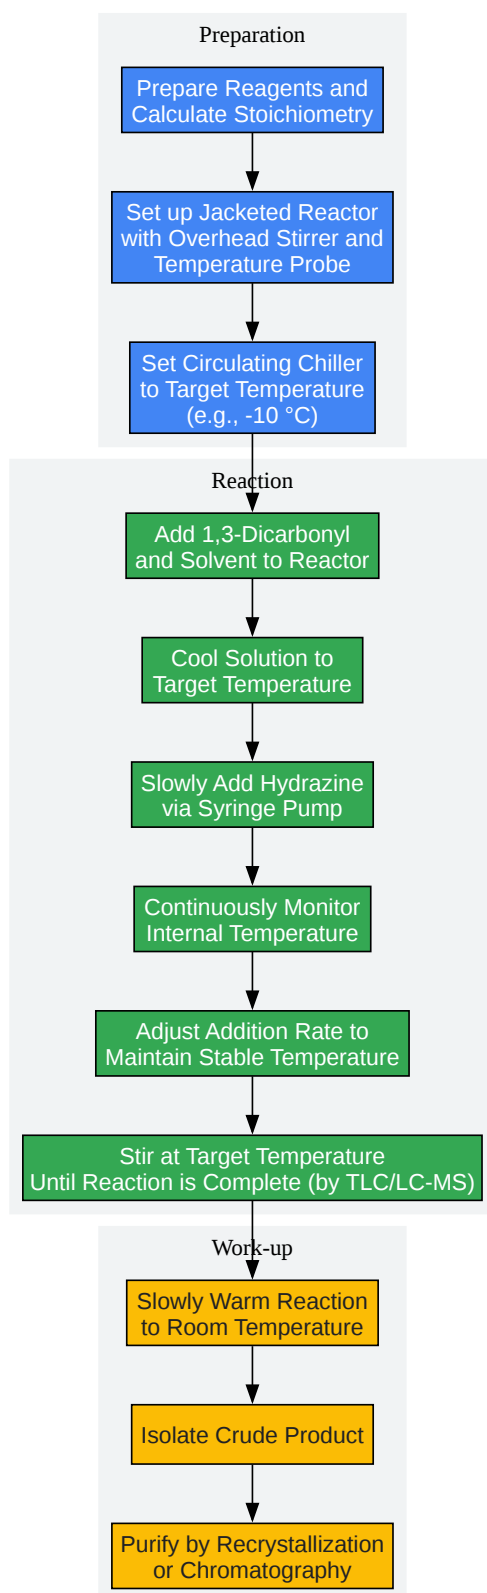 Preparation
Prepare Reagents and
Calculate Stoichiometry
Set up Jacketed Reactor
with Overhead Stirrer and
Temperature Probe
Set Circulating Chiller
to Target Temperature
(e.g., -10 °C)
Reaction
Add 1,3-Dicarbonyl
and Solvent to Reactor
Cool Solution to
Target Temperature
Slowly Add Hydrazine
via Syringe Pump
Continuously Monitor
Internal Temperature
Adjust Addition Rate to
Maintain Stable Temperature
Stir at Target Temperature
Until Reaction is Complete (by TLC/LC-MS)
Work-up
Slowly Warm Reaction
to Room Temperature
Isolate Crude Product
Purify by Recrystallization
or Chromatography